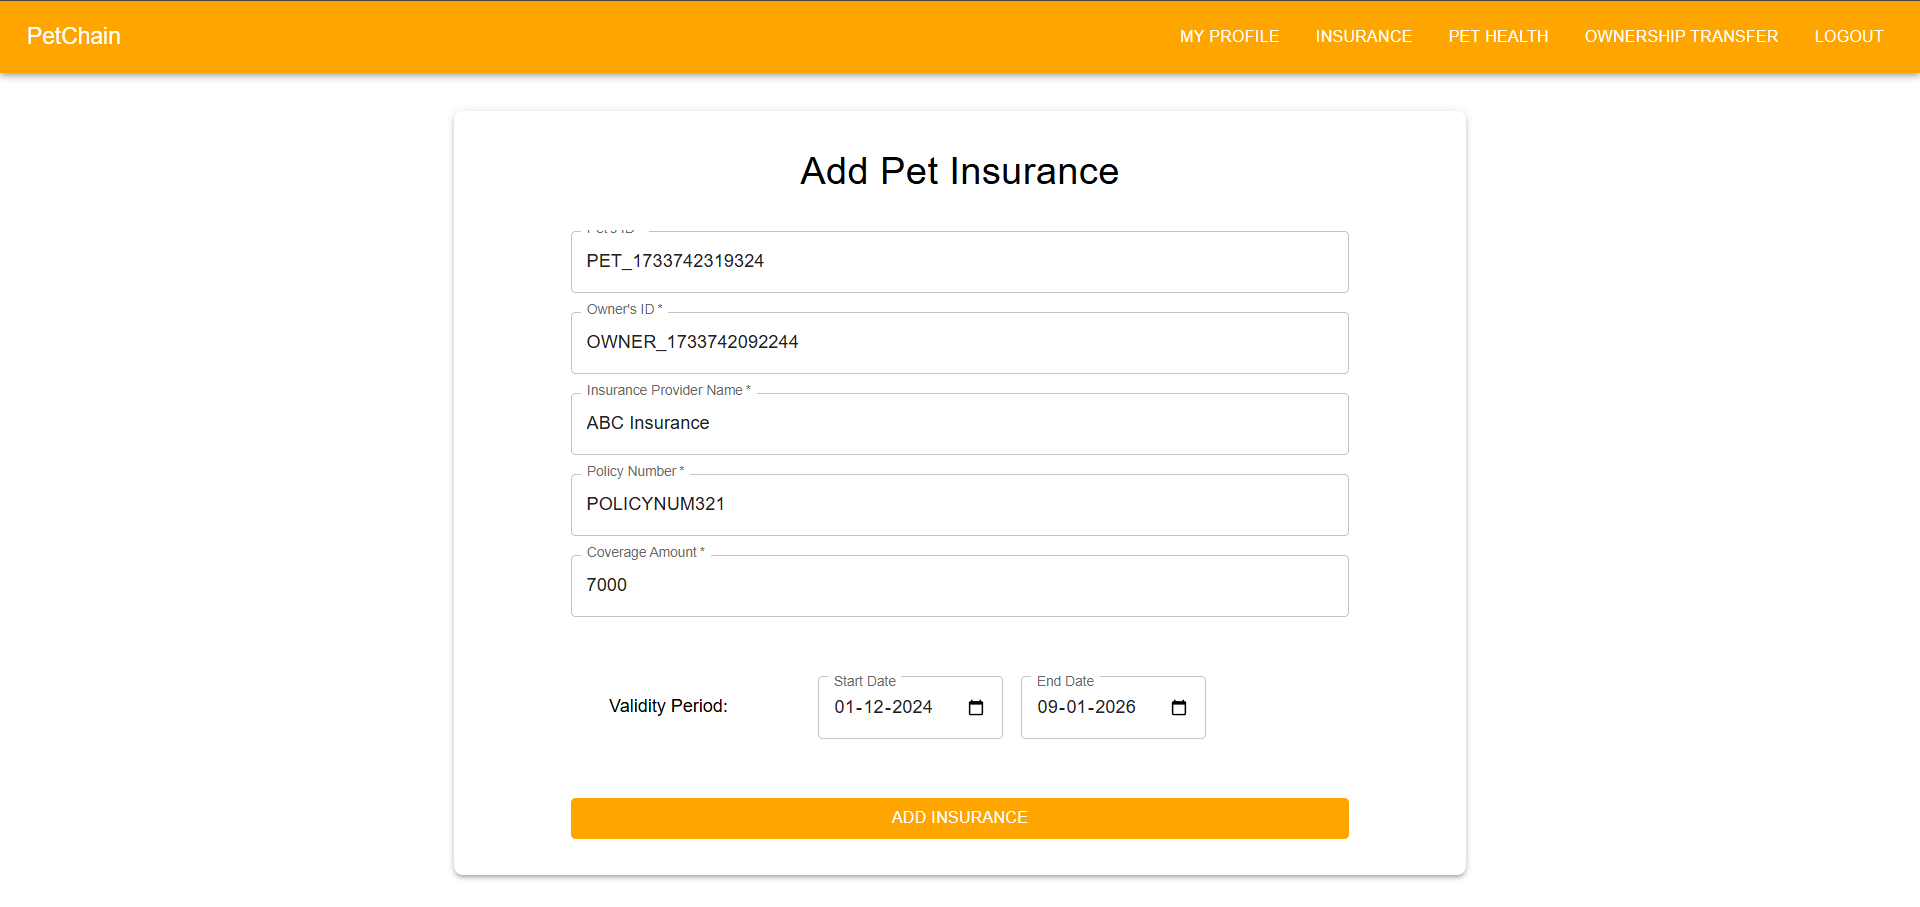 PetChain
MY PROFILE INSURANCE PET HEALTH OWNERSHIP TRANSFER LOGOUT
Add Pet Insurance
Pet's ID
PET_1733742319324
Owner's ID *
OWNER_1733742092244
Insurance Provider Name *
ABC Insurance
Policy Number *
POLICYNUM321
Coverage Amount *
7000
Start Date End Date
Validity Period: 01-12-2024 09-01-2026
ADD INSURANCE